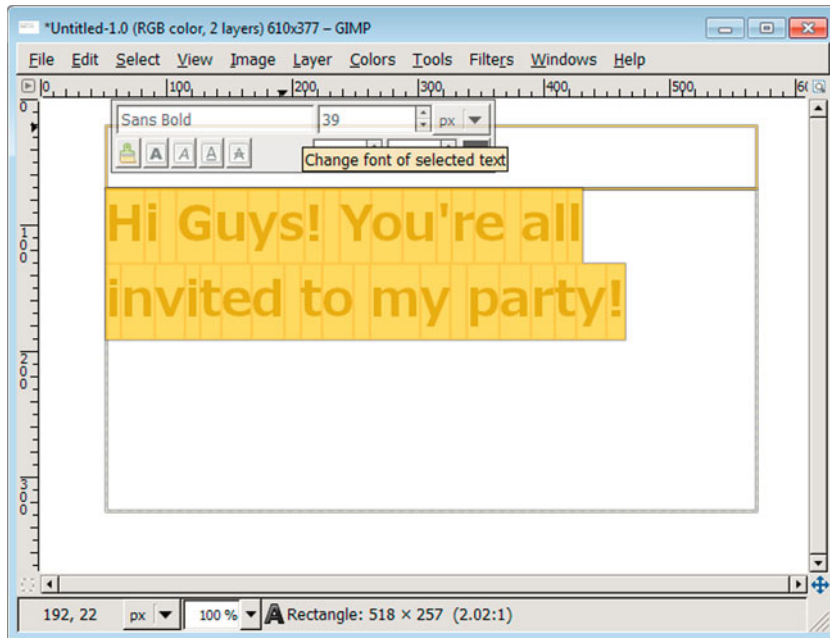 *Untitled-1.0 (RGB color, 2 layers) 610x377 – GIMP
File Edit Select View Image Layer Colors Tools Filters Windows Help
0 100 200 300 400 500
Sans Bold 39 px
A A A A
Change font of selected text
0
100
200
300
Hi Guys! You're all
invited to my party!
192, 22 px 100 % A Rectangle: 518 × 257 (2.02:1)